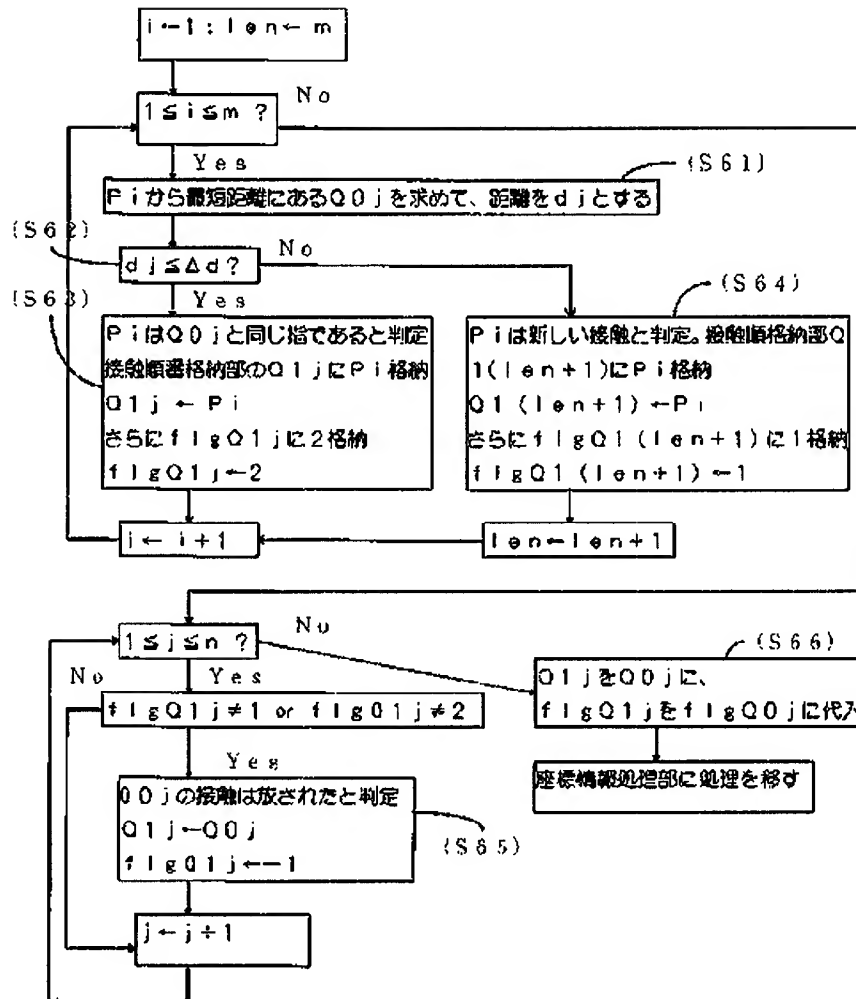 i←1：len← m
No
1≦i≦m ?
Yes
(S61)
Piから最短距離にあるQ0jを求めて、距離をdjとする
(S62)
dj≦Δd?
No
(S63)
Yes
(S64)
PiはQ0jと同じ指であると判定
接触順番格納部のQ1jにPi格納
Q1j ← Pi
さらにflgQ1jに2格納
flgQ1j←2
Piは新しい接触と判定。接触順格納部Q
1(len+1)にPi格納
Q1 (len+1) ←Pi
さらにflgQ1(len+1)に1格納
flgQ1 (len+1) ←1
i← i+1
len←len+1
1≦j≦n ?
No
(S66)
No
Yes
Q1jをQ0jに、
flgQ1jをflgQ0jに代入
flgQ1j≠1 or flgQ1j≠2
Yes
座標情報処理部に処理を移す
Q0jの接触は放されたと判定
Q1j←Q0j
flgQ1j←−1
(S65)
j← j+1